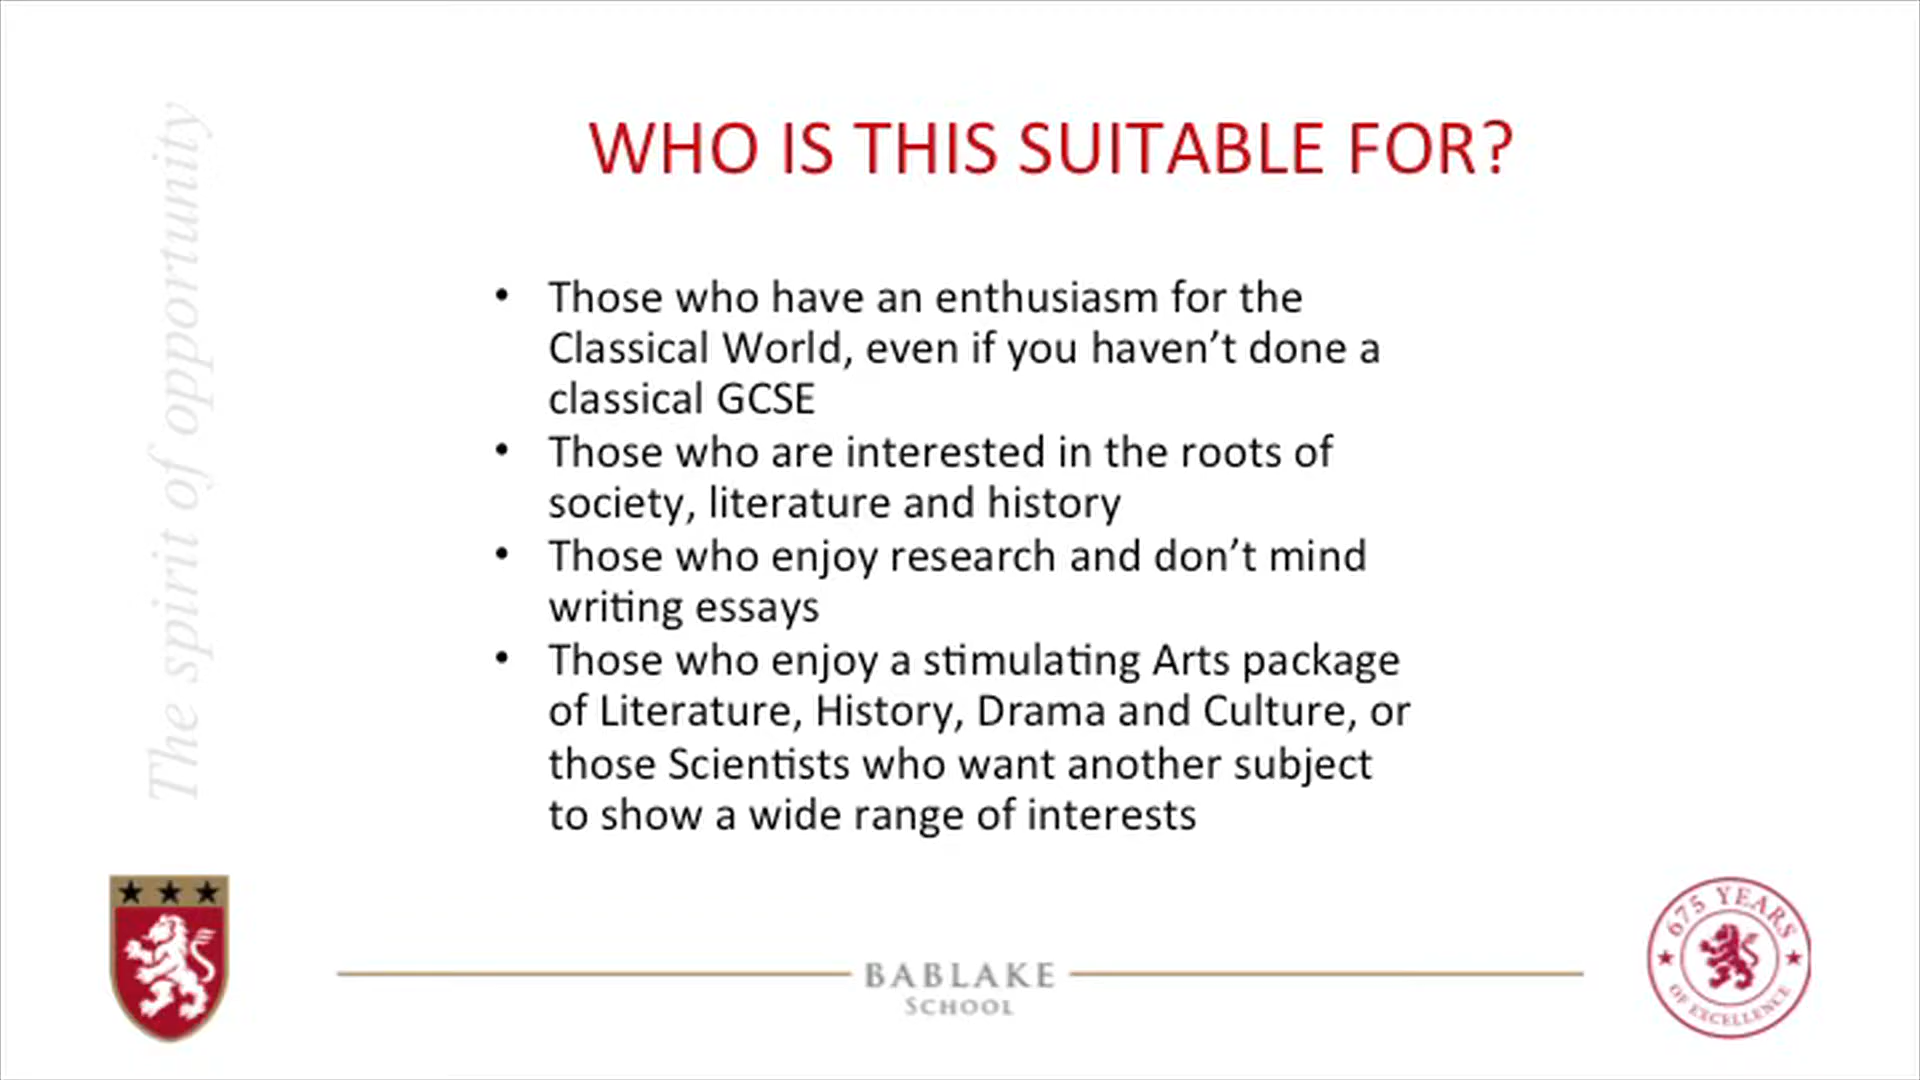 The spirit of opportunity
WHO IS THIS SUITABLE FOR?
• Those who have an enthusiasm for the
Classical World, even if you haven’t done a
classical GCSE
• Those who are interested in the roots of
society, literature and history
• Those who enjoy research and don’t mind
writing essays
• Those who enjoy a stimulating Arts package
of Literature, History, Drama and Culture, or
those Scientists who want another subject
to show a wide range of interests
BABLAKE
SCHOOL
675 YEARS
OF EXCELLENCE